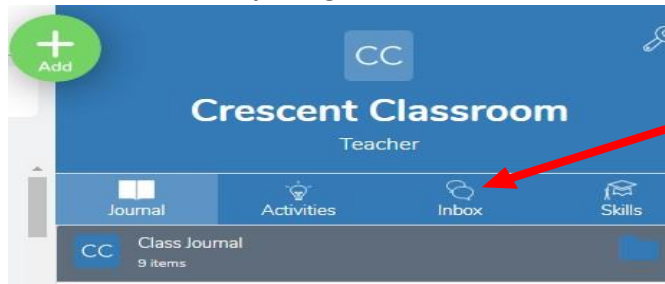 Add
CC
Crescent Classroom
Teacher
Journal Activities Inbox Skills
CC Class Journal
9 items